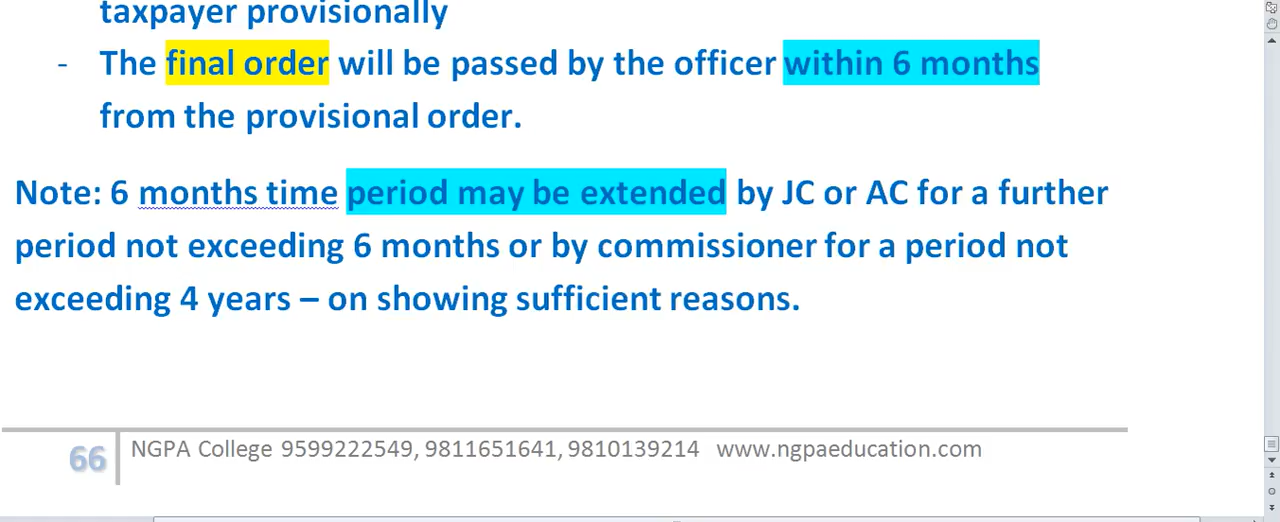 taxpayer provisionally
- The final order will be passed by the officer within 6 months
from the provisional order.
Note: 6 months time period may be extended by JC or AC for a further
period not exceeding 6 months or by commissioner for a period not
exceeding 4 years – on showing sufficient reasons.
66 NGPA College 9599222549, 9811651641, 9810139214 www.ngpaeducation.com